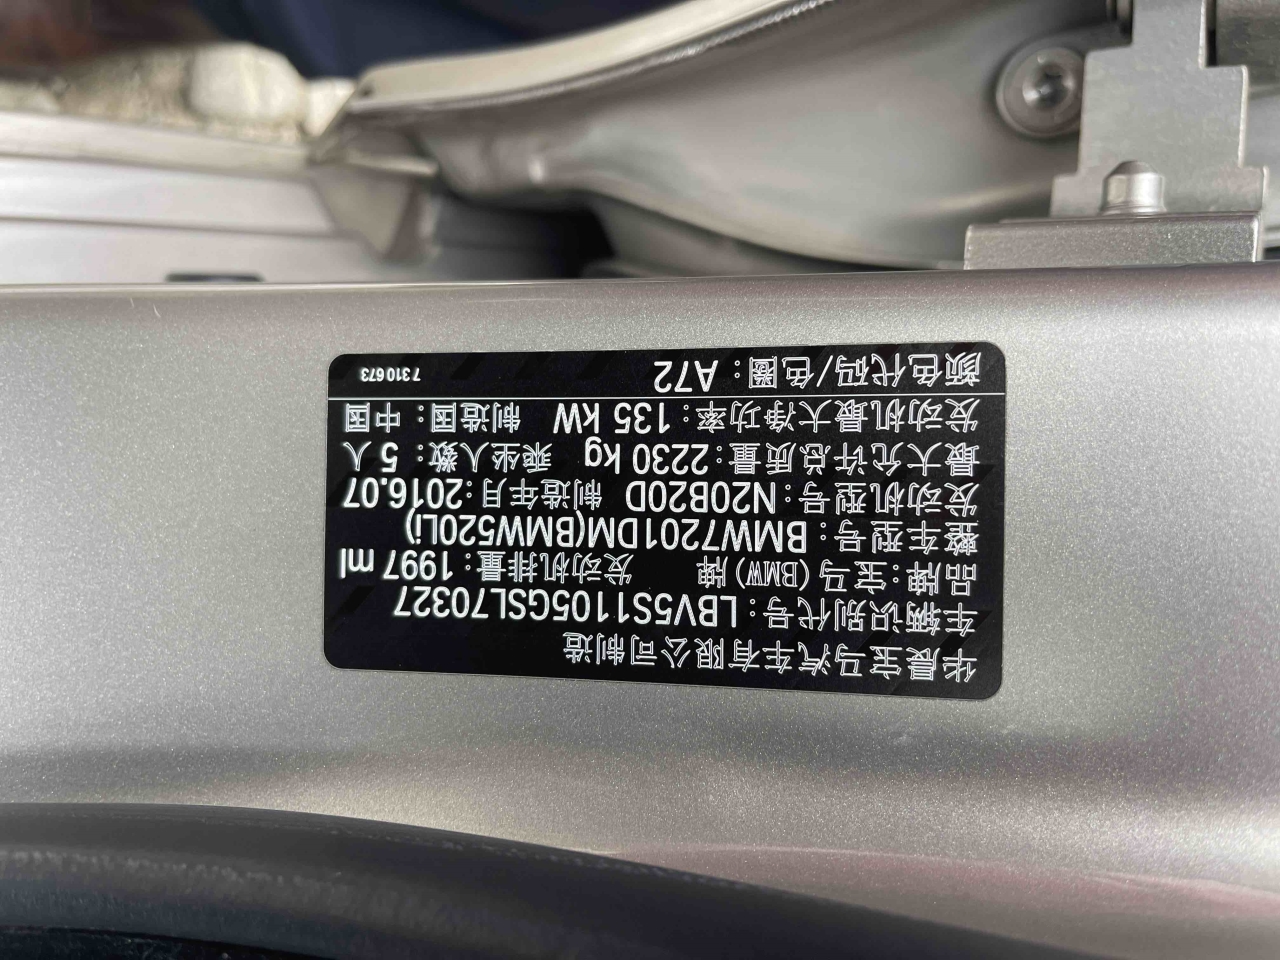 华晨宝马汽车有限公司制造
车辆识别代号：LBV5S1105GSL70327
品牌：宝马（BMW）牌 发动机排量：1997 ml
整车型号：BMW7201DM(BMW520Li)
发动机型号：N20B20D 制造年月：2016.07
最大允许总质量：2230 kg 乘坐人数：5 人
发动机最大净功率：135 kW 制造国：中国
颜色代码/色圈：A72 7 310 673